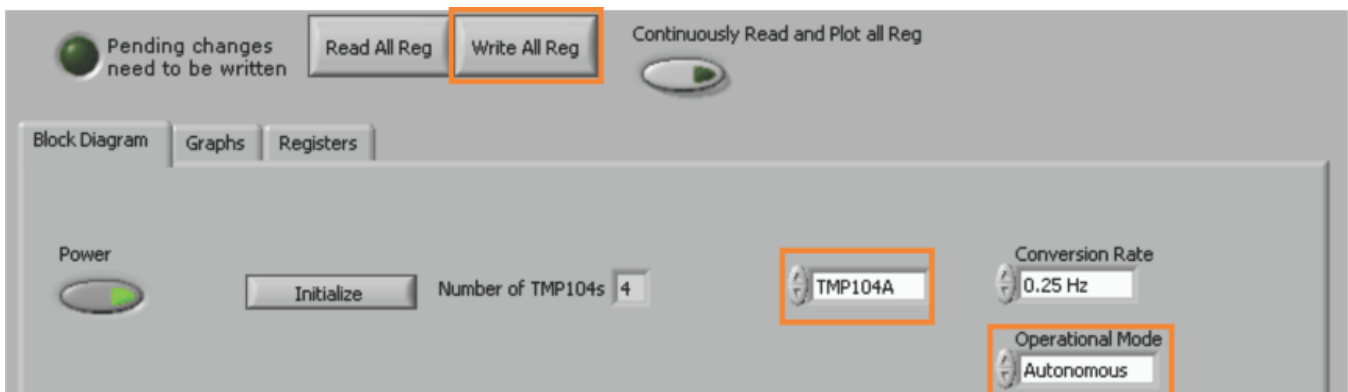 Pending changes
need to be written
Read All Reg
Write All Reg
Continuously Read and Plot all Reg
Block Diagram
Graphs
Registers
Power
Initialize
Number of TMP104s 4
TMP104A
Conversion Rate
0.25 Hz
Operational Mode
Autonomous